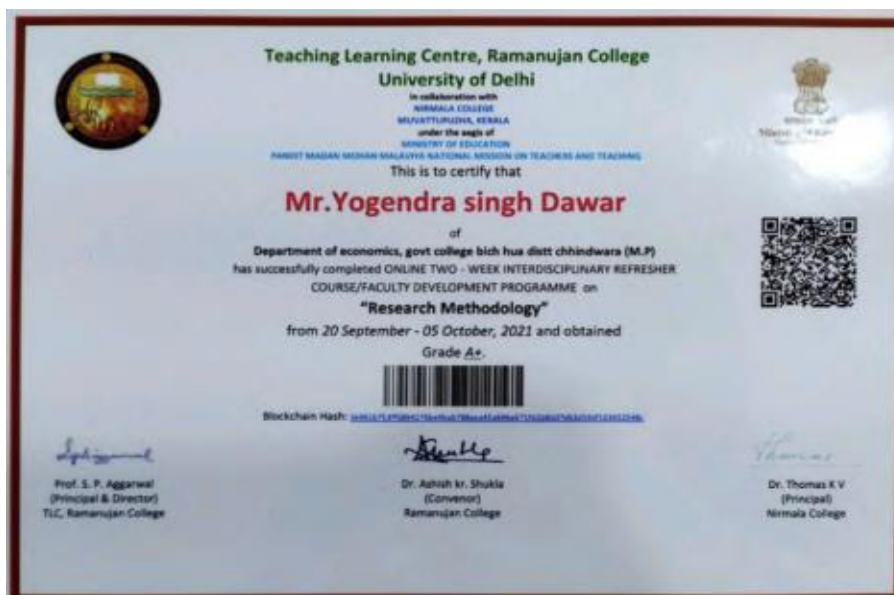 Teaching Learning Centre, Ramanujan College
University of Delhi
in collaboration with
NIRMALA COLLEGE
MUVATTUPUZHA, KERALA
under the aegis of
MINISTRY OF EDUCATION
PANDIT MADAN MOHAN MALAVIYA NATIONAL MISSION ON TEACHERS AND TEACHING
This is to certify that
Mr.Yogendra singh Dawar
of
Department of economics, govt college bich hua distt chhindwara (M.P)
has successfully completed ONLINE TWO - WEEK INTERDISCIPLINARY REFRESHER
COURSE/FACULTY DEVELOPMENT PROGRAMME on
"Research Methodology"
from 20 September - 05 October, 2021 and obtained
Grade A+.
Blockchain Hash:
Prof. S. P. Aggarwal
(Principal & Director)
TLC, Ramanujan College
Dr. Ashish kr. Shukla
(Convenor)
Ramanujan College
Thomas
Dr. Thomas K V
(Principal)
Nirmala College